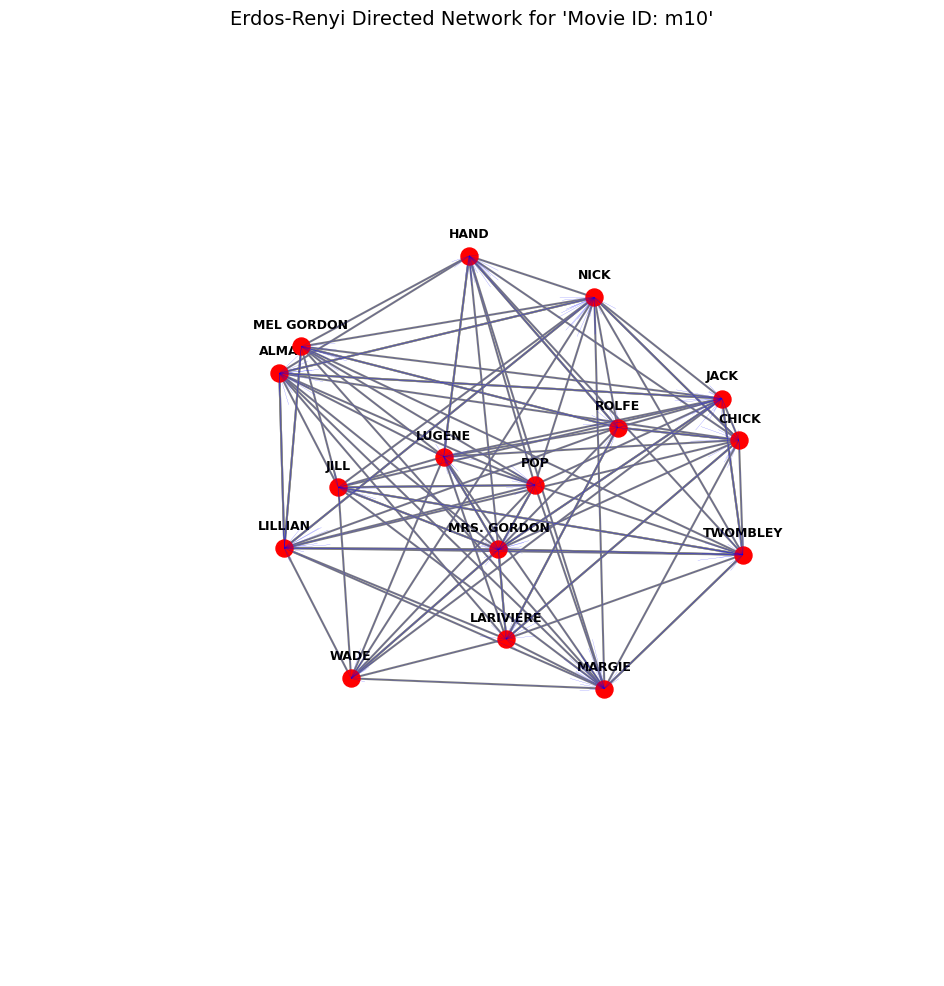 Erdos-Renyi Directed Network for 'Movie ID: m10'
HAND
NICK
MEL GORDON
ALMA
JACK
ROLFE
CHICK
LUGENE
POP
JILL
LILLIAN
MRS. GORDON
TWOMBLEY
LARIVIERE
WADE
MARGIE